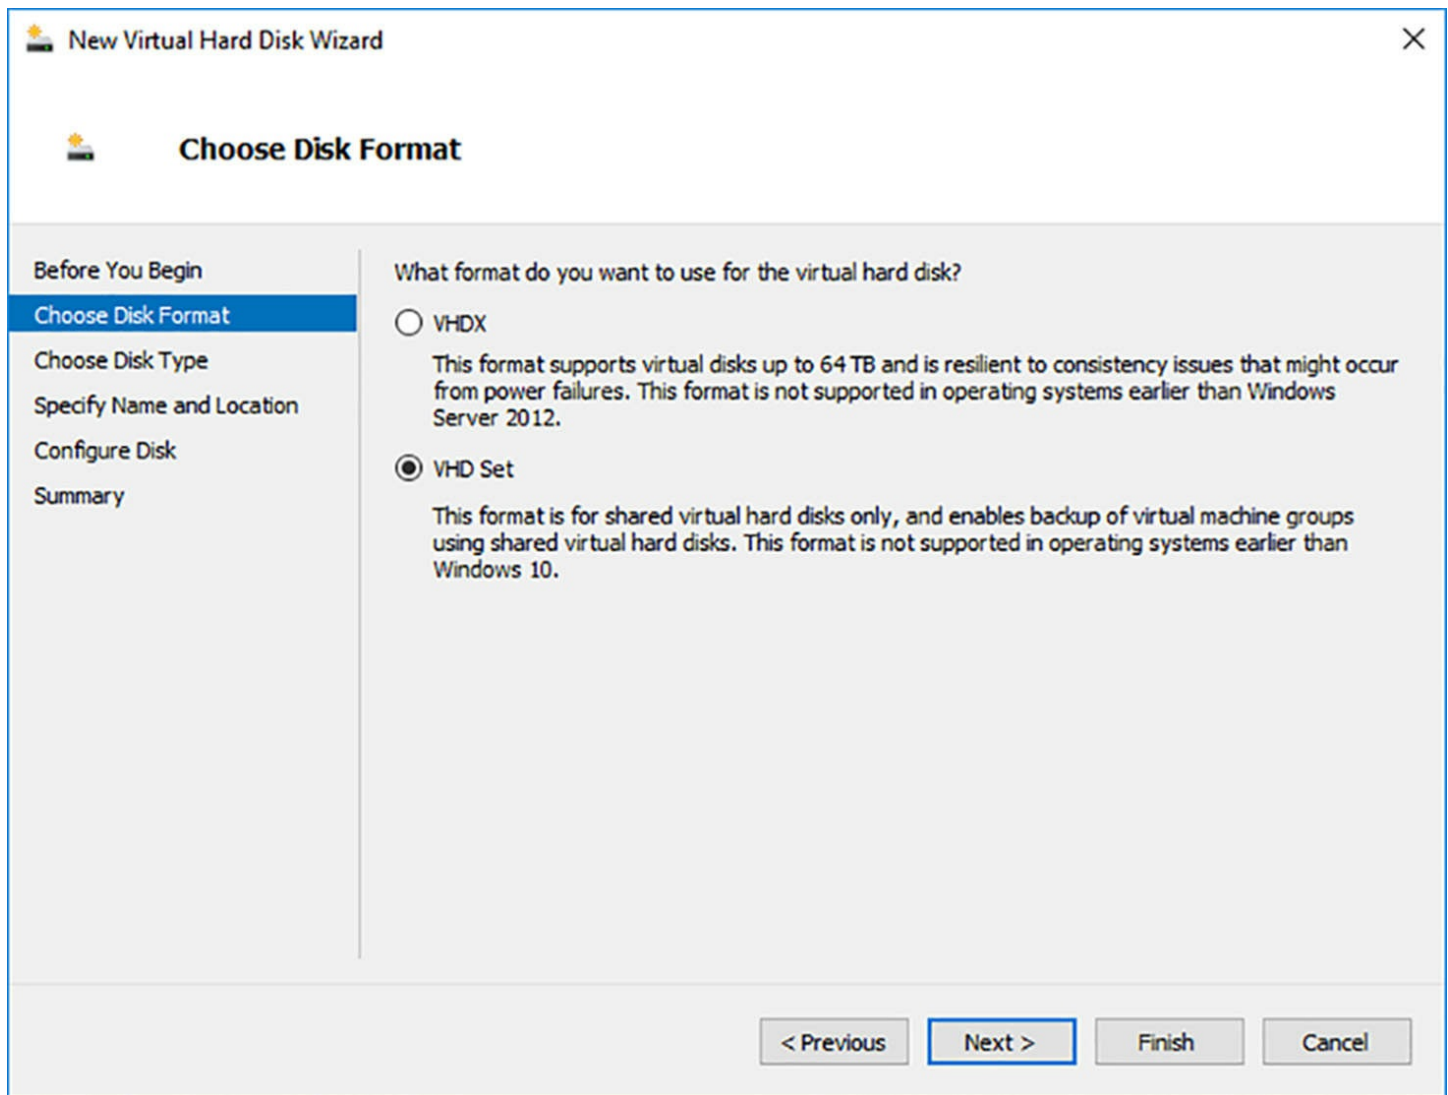 New Virtual Hard Disk Wizard
Choose Disk Format
Before You Begin
Choose Disk Format
Choose Disk Type
Specify Name and Location
Configure Disk
Summary
What format do you want to use for the virtual hard disk?
VHDX
This format supports virtual disks up to 64 TB and is resilient to consistency issues that might occur
from power failures. This format is not supported in operating systems earlier than Windows
Server 2012.
VHD Set
This format is for shared virtual hard disks only, and enables backup of virtual machine groups
using shared virtual hard disks. This format is not supported in operating systems earlier than
Windows 10.
< Previous
Next >
Finish
Cancel